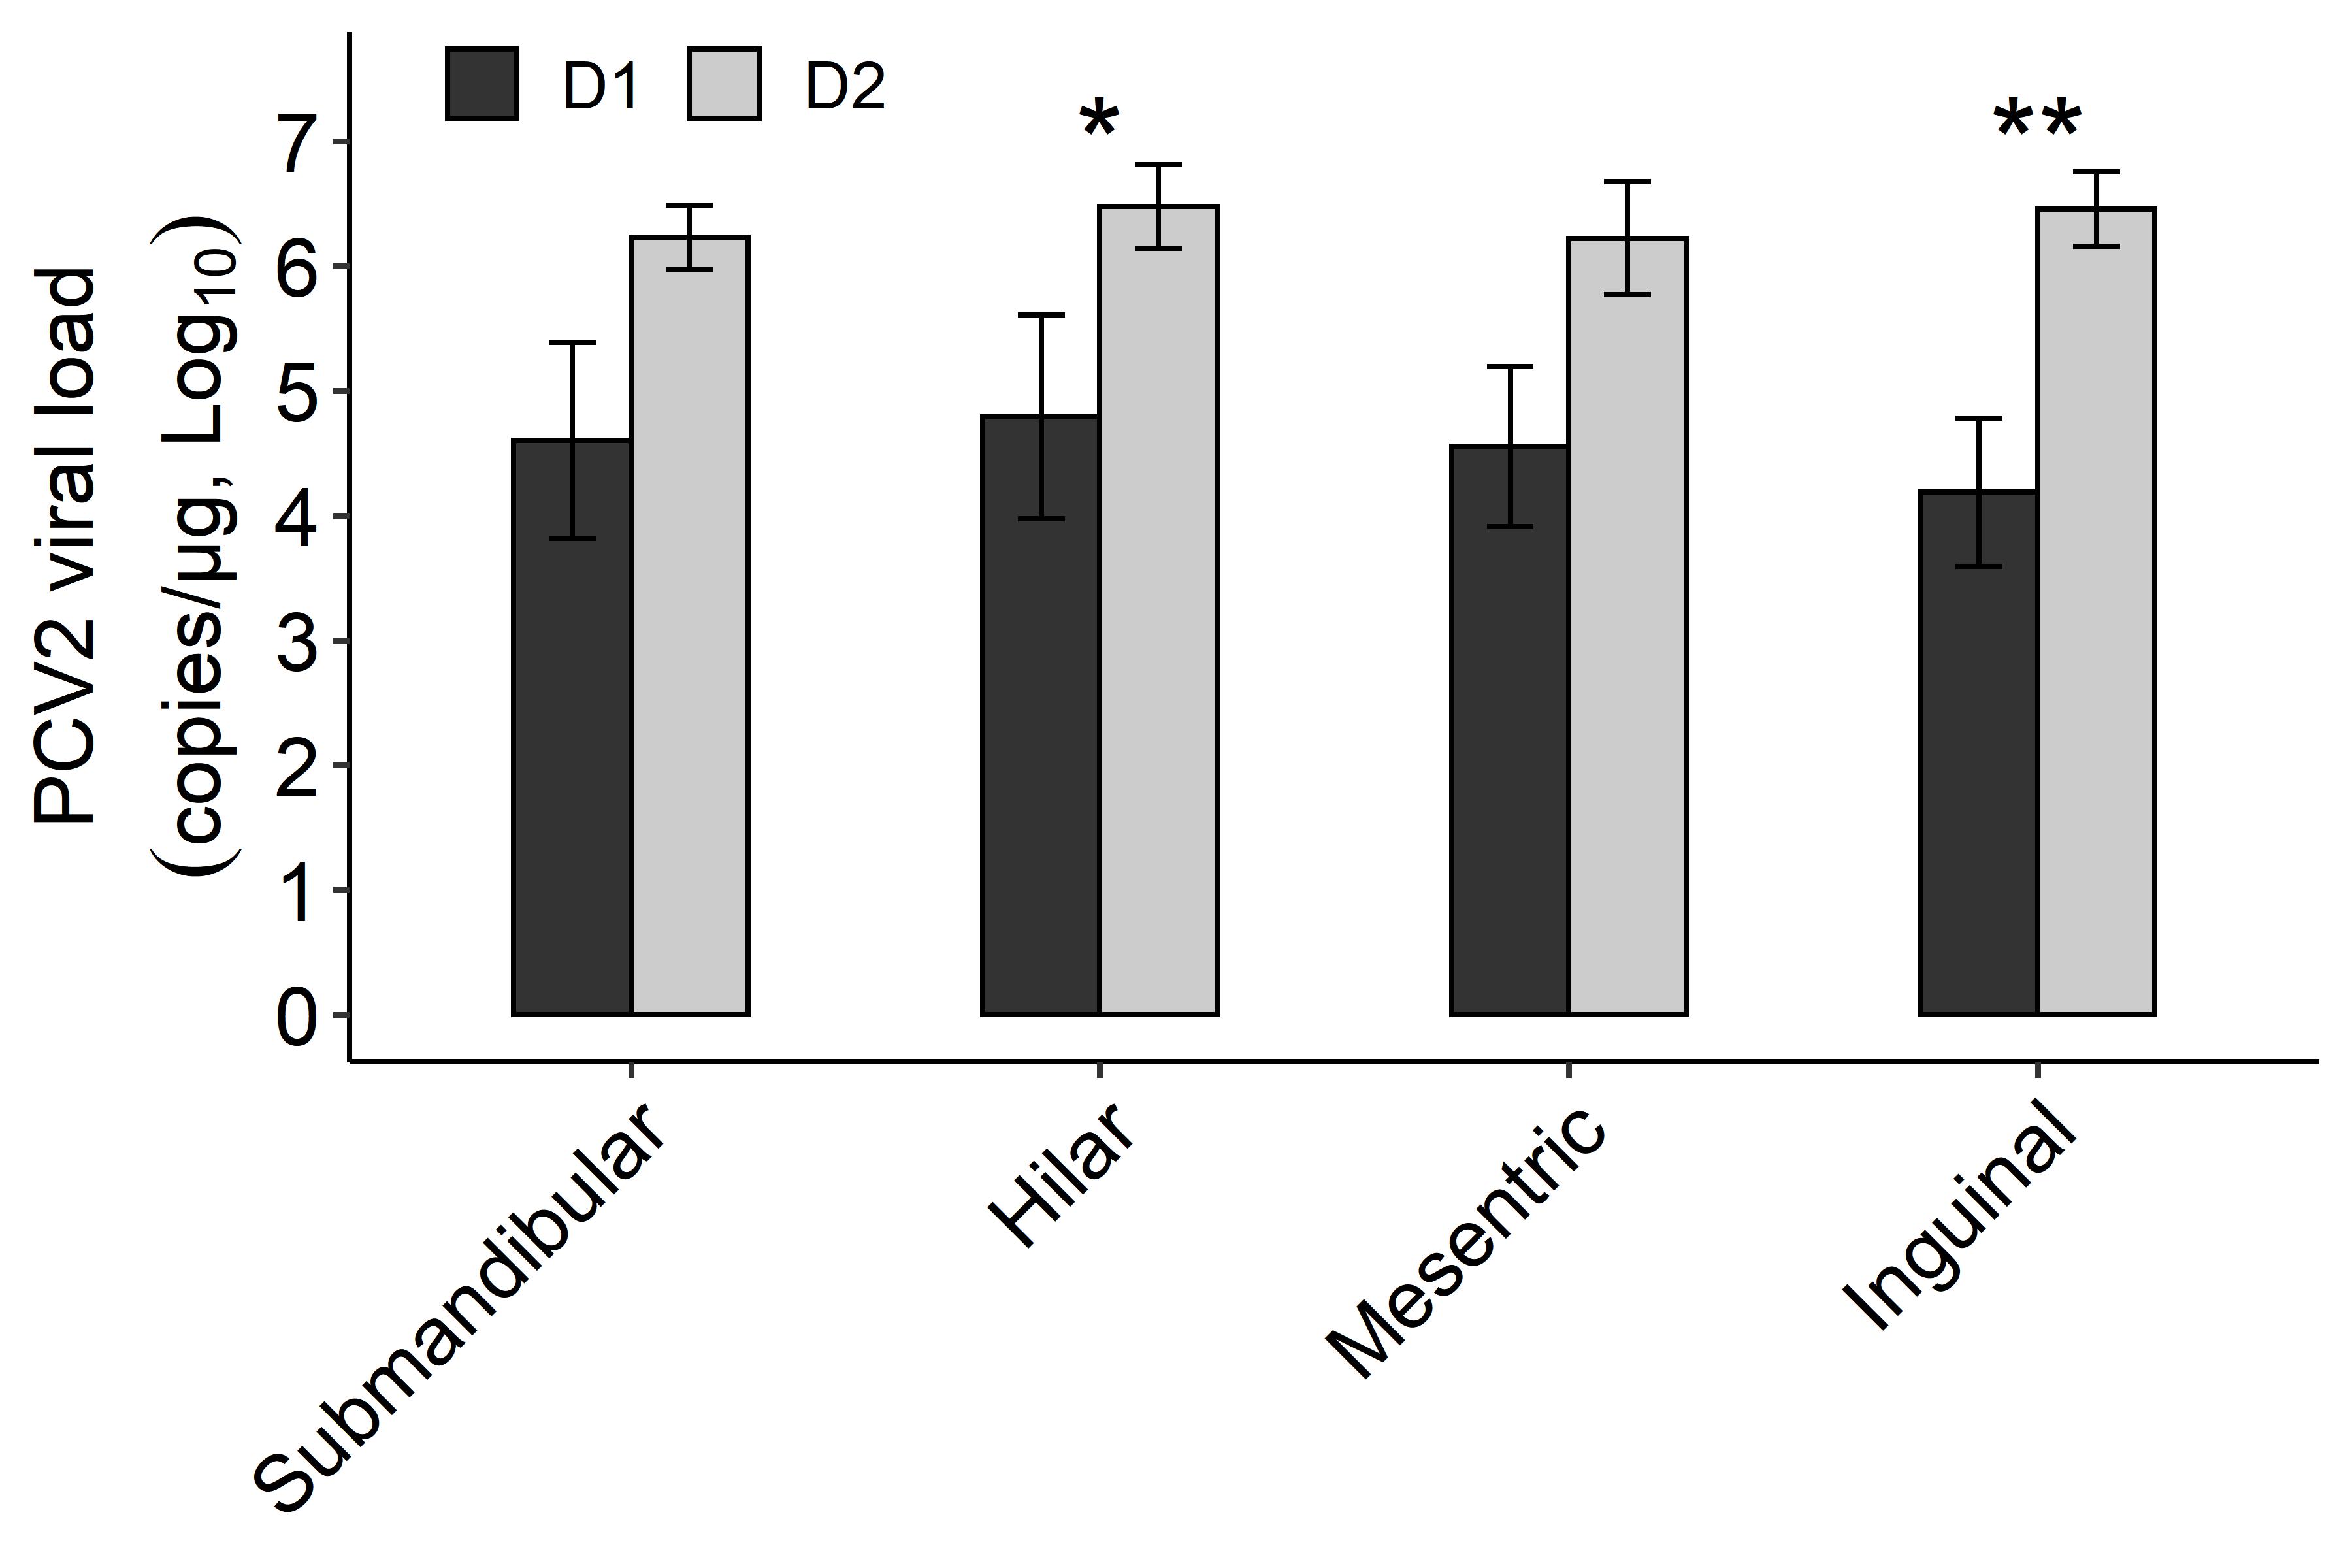 D1 D2
* **
7
6
5
4
3
2
1
0
PCV2 viral load
(copies/µg, Log10)
Submandibular
Hilar
Mesentric
Inguinal